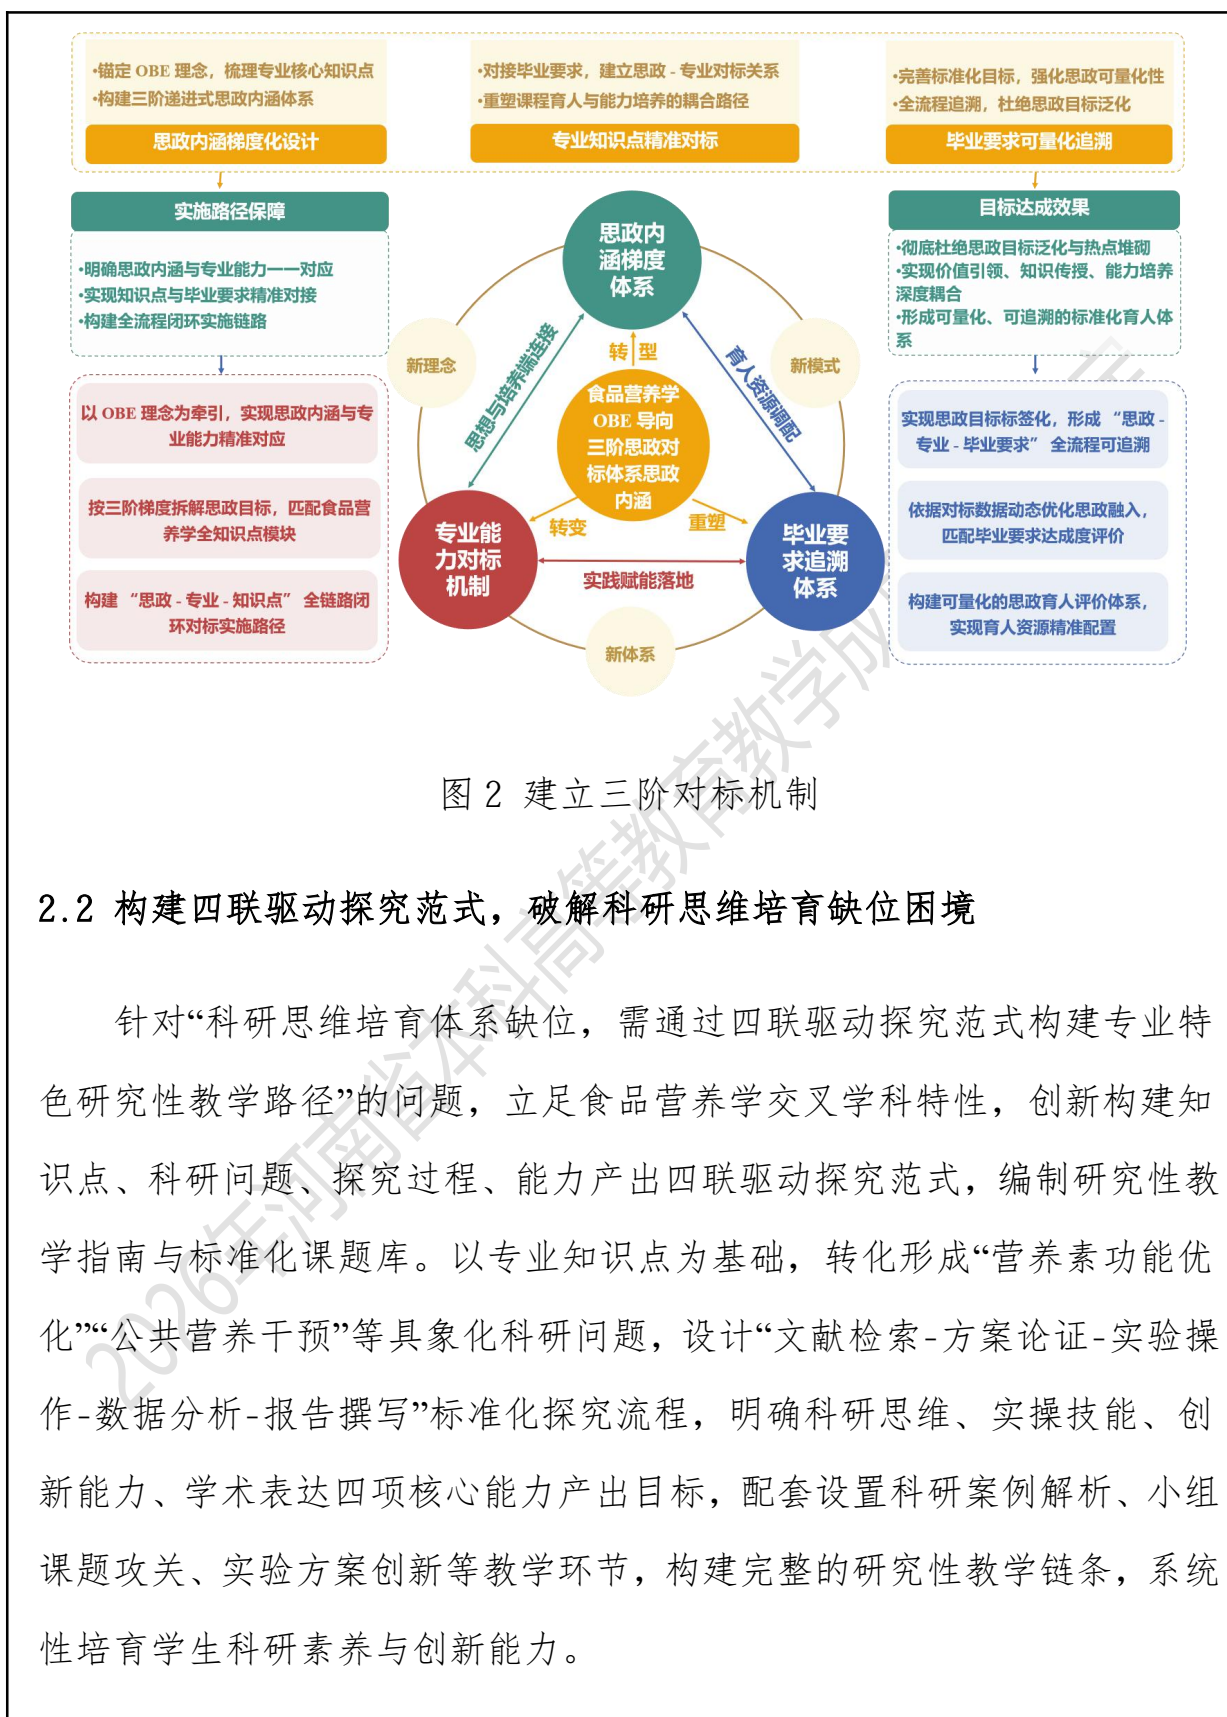 ·锚定 OBE 理念，梳理专业核心知识点
·构建三阶递进式思政内涵体系
思政内涵梯度化设计
·对接毕业要求，建立思政 - 专业对标关系
·重塑课程育人与能力培养的耦合路径
专业知识点精准对标
·完善标准化目标，强化思政可量化性
·全流程追溯，杜绝思政目标泛化
毕业要求可量化追溯
实施路径保障
·明确思政内涵与专业能力一一对应
·实现知识点与毕业要求精准对接
·构建全流程闭环实施链路
以 OBE 理念为牵引，实现思政内涵与专
业能力精准对应
按三阶梯度拆解思政目标，匹配食品营
养学全知识点模块
构建 “思政 - 专业 - 知识点” 全链路闭
环对标实施路径
思政内
涵梯度
体系
新理念
新模式
思想与培养端连接
育人资源调配
转型
食品营养学
OBE 导向
三阶思政对
标体系思政
内涵
转变
重塑
专业能
力对标
机制
实践赋能落地
毕业要
求追溯
体系
新体系
目标达成效果
·彻底杜绝思政目标泛化与热点堆砌
·实现价值引领、知识传授、能力培养
深度耦合
·形成可量化、可追溯的标准化育人体
系
实现思政目标标签化，形成 “思政 -
专业 - 毕业要求” 全流程可追溯
依据对标数据动态优化思政融入，
匹配毕业要求达成度评价
构建可量化的思政育人评价体系，
实现育人资源精准配置
图 2 建立三阶对标机制
2.2 构建四联驱动探究范式，破解科研思维培育缺位困境
针对“科研思维培育体系缺位，需通过四联驱动探究范式构建专业特
色研究性教学路径”的问题，立足食品营养学交叉学科特性，创新构建知
识点、科研问题、探究过程、能力产出四联驱动探究范式，编制研究性教
学指南与标准化课题库。以专业知识点为基础，转化形成“营养素功能优
化”“公共营养干预”等具象化科研问题，设计“文献检索-方案论证-实验操
作-数据分析-报告撰写”标准化探究流程，明确科研思维、实操技能、创
新能力、学术表达四项核心能力产出目标，配套设置科研案例解析、小组
课题攻关、实验方案创新等教学环节，构建完整的研究性教学链条，系统
性培育学生科研素养与创新能力。
2026年河南省本科高等教育教学成